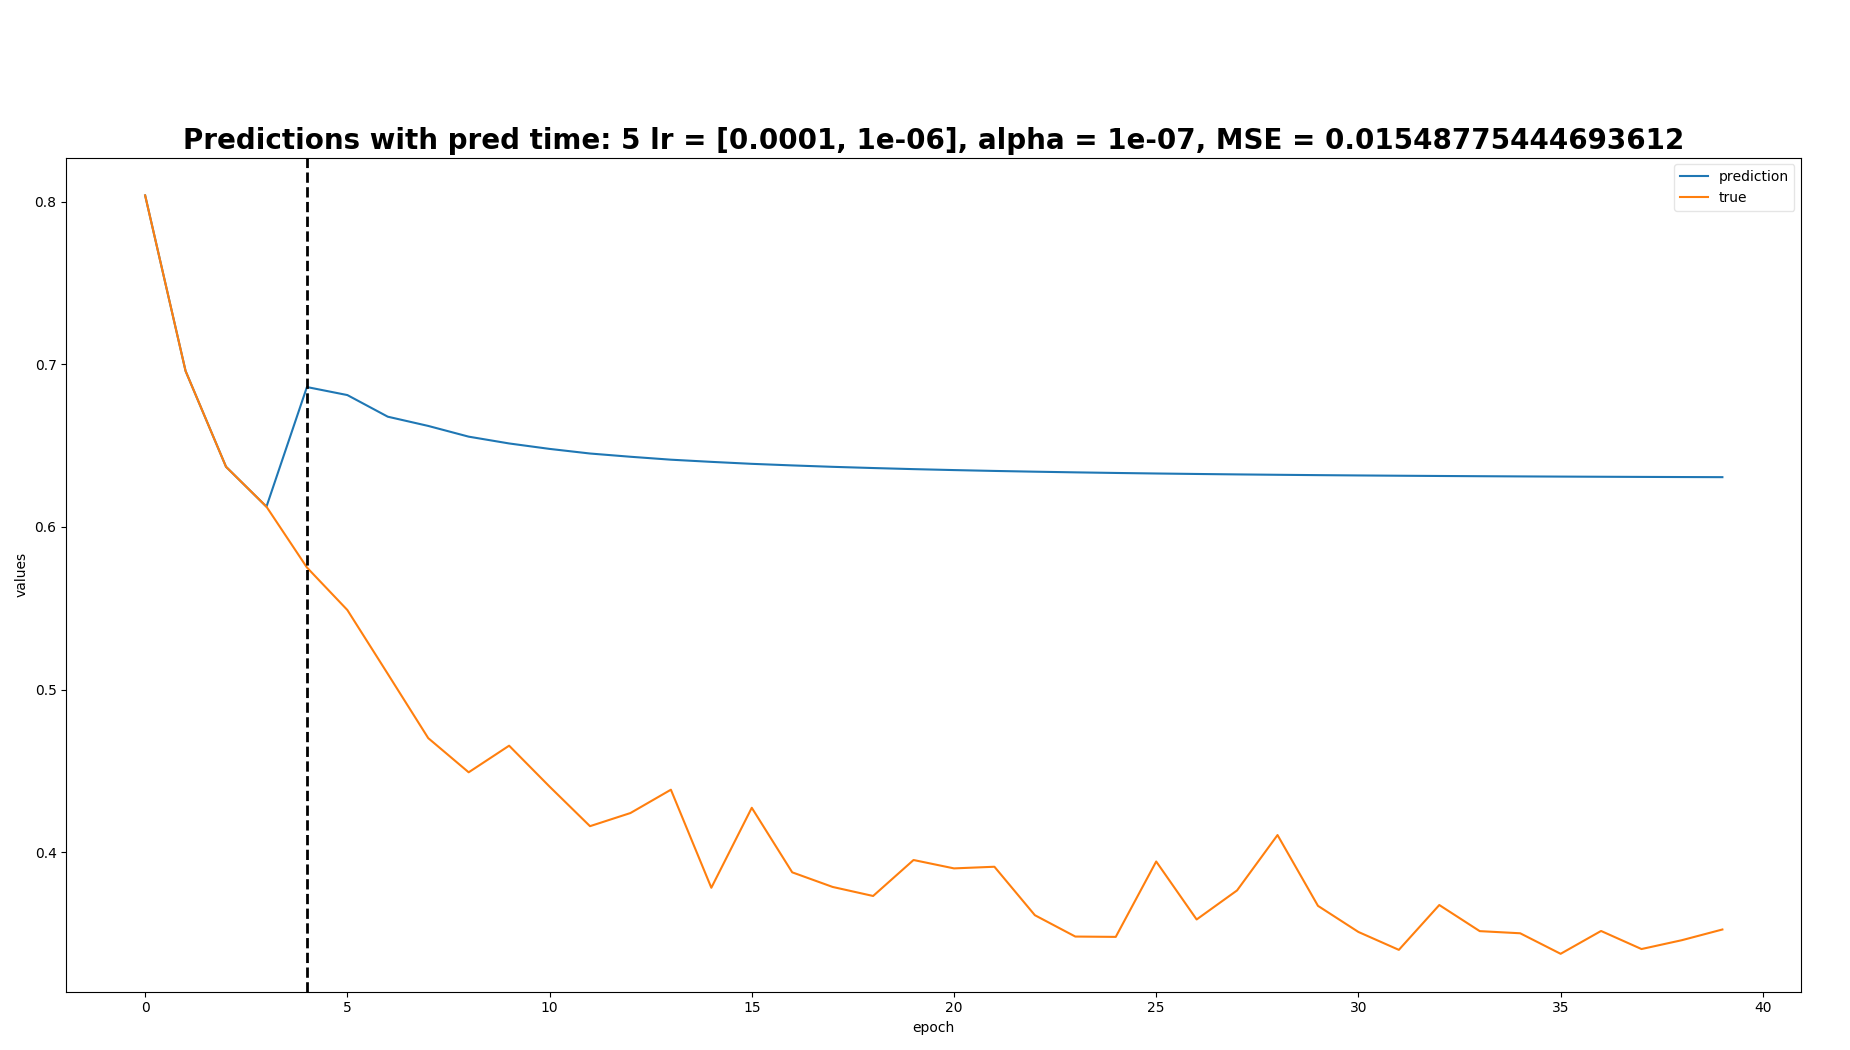 Predictions with pred time: 5 lr = [0.0001, 1e-06], alpha = 1e-07, MSE = 0.01548775444693612
prediction
true
0.8
0.7
0.6
0.5
0.4
values
0 5 10 15 20 25 30 35 40
epoch